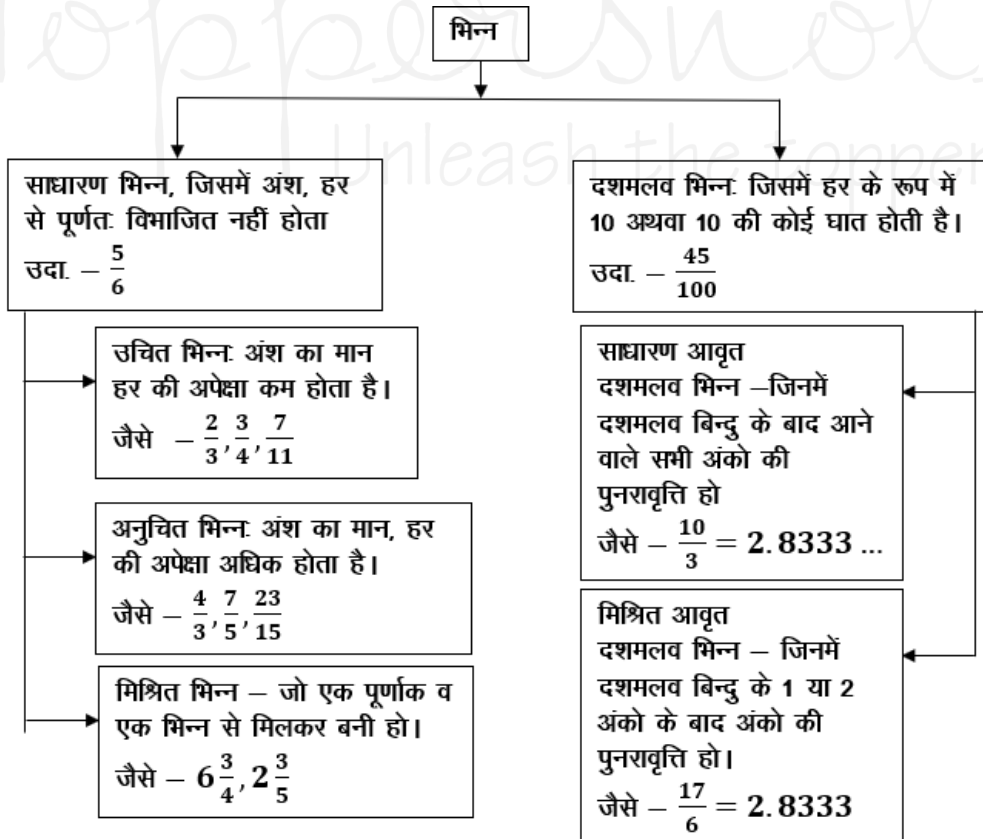 Toppersnotes
Unleash the topper
भिन्न
साधारण भिन्न, जिसमें अंश, हर
से पूर्णत: विभाजित नहीं होता
उदा. – 5/6
उचित भिन्न: अंश का मान
हर की अपेक्षा कम होता है।
जैसे – 2/3, 3/4, 7/11
अनुचित भिन्न: अंश का मान, हर
की अपेक्षा अधिक होता है।
जैसे – 4/3, 7/5, 23/15
मिश्रित भिन्न – जो एक पूर्णाक व
एक भिन्न से मिलकर बनी हो।
जैसे – 6 3/4, 2 3/5
दशमलव भिन्न: जिसमें हर के रूप में
10 अथवा 10 की कोई घात होती है।
उदा. – 45/100
साधारण आवृत
दशमलव भिन्न –जिनमें
दशमलव बिन्दु के बाद आने
वाले सभी अंको की
पुनरावृत्ति हो
जैसे – 10/3 = 2.8333 ...
मिश्रित आवृत
दशमलव भिन्न – जिनमें
दशमलव बिन्दु के 1 या 2
अंको के बाद अंको की
पुनरावृत्ति हो।
जैसे – 17/6 = 2.8333